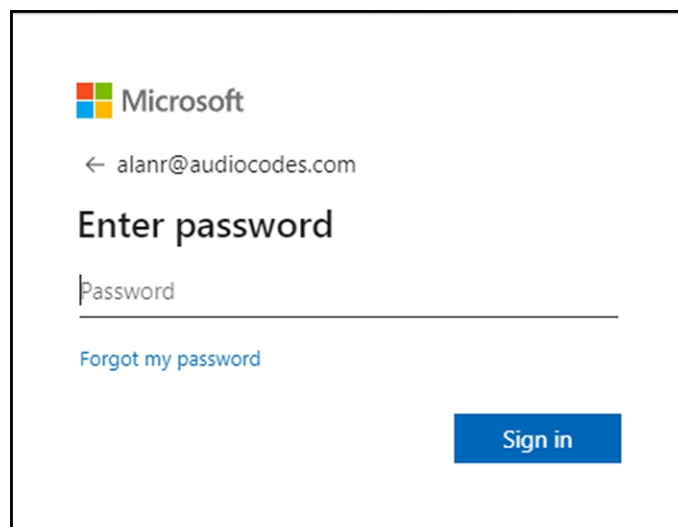 Microsoft
← alanr@audiocodes.com
Enter password
Password
Forgot my password
Sign in